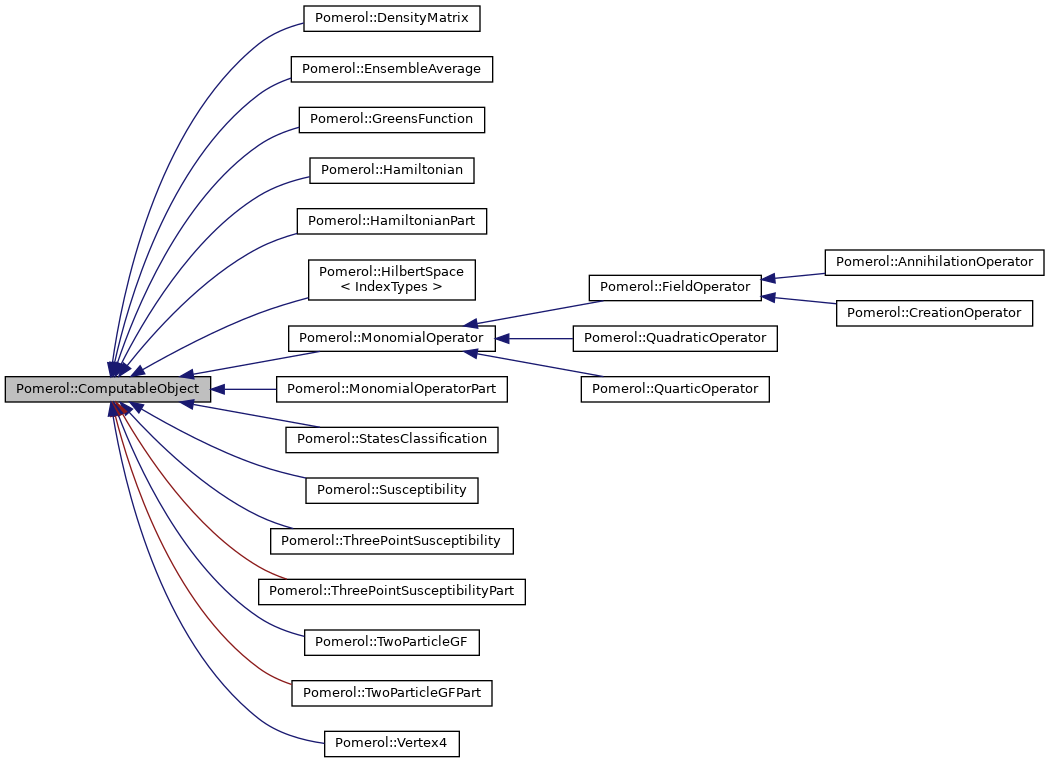 Pomerol::DensityMatrix
Pomerol::EnsembleAverage
Pomerol::GreensFunction
Pomerol::Hamiltonian
Pomerol::HamiltonianPart
Pomerol::HilbertSpace
< IndexTypes >
Pomerol::MonomialOperator
Pomerol::FieldOperator
Pomerol::AnnihilationOperator
Pomerol::CreationOperator
Pomerol::QuadraticOperator
Pomerol::QuarticOperator
Pomerol::ComputableObject
Pomerol::MonomialOperatorPart
Pomerol::StatesClassification
Pomerol::Susceptibility
Pomerol::ThreePointSusceptibility
Pomerol::ThreePointSusceptibilityPart
Pomerol::TwoParticleGF
Pomerol::TwoParticleGFPart
Pomerol::Vertex4